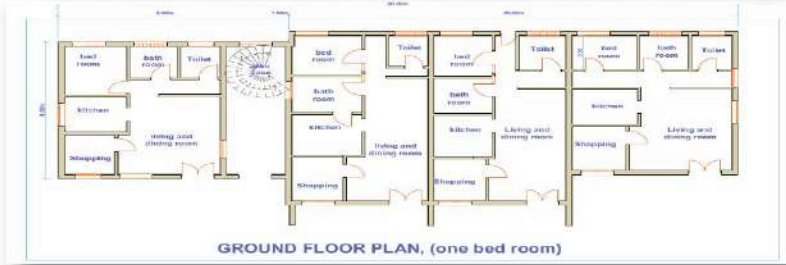 bed
room
bath
room
Toilet
kitchen
living and
dining room
Shopping
bed
room
Toilet
bath
room
kitchen
living and
dining room
Shopping
bed
room
Toilet
bath
room
kitchen
Living and
dining room
Shopping
bed
room
bath
room
Toilet
kitchen
Living and
dining room
Shopping
GROUND FLOOR PLAN, (one bed room)